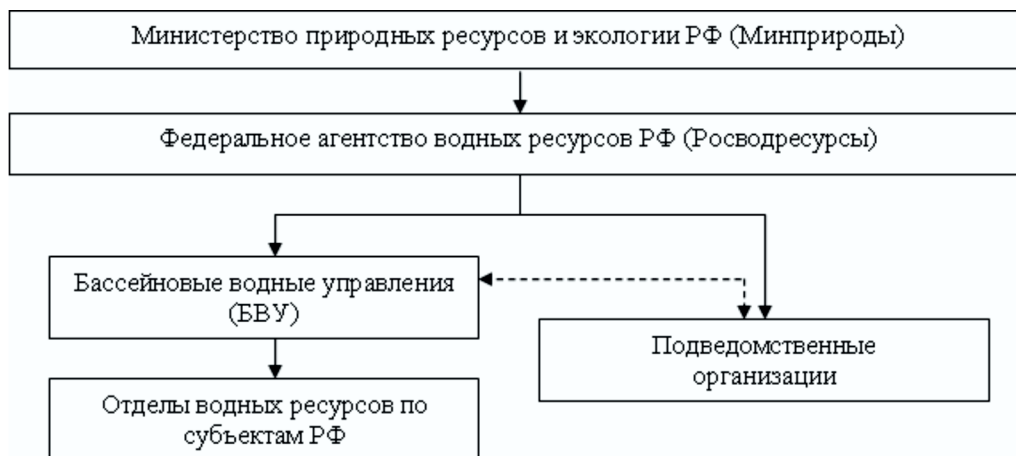 Министерство природных ресурсов и экологии РФ (Минприроды)
Федеральное агентство водных ресурсов РФ (Росводресурсы)
Бассейновые водные управления
(БВУ)
Подведомственные
организации
Отделы водных ресурсов по
субъектам РФ